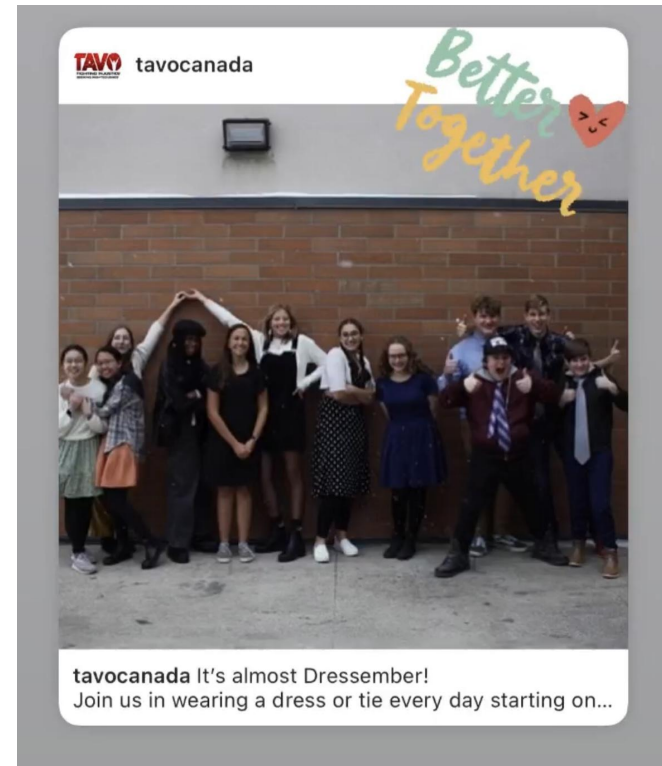 TAVO
tavocanada
Better
Together
tavocanada It’s almost Dressember!
Join us in wearing a dress or tie every day starting on...